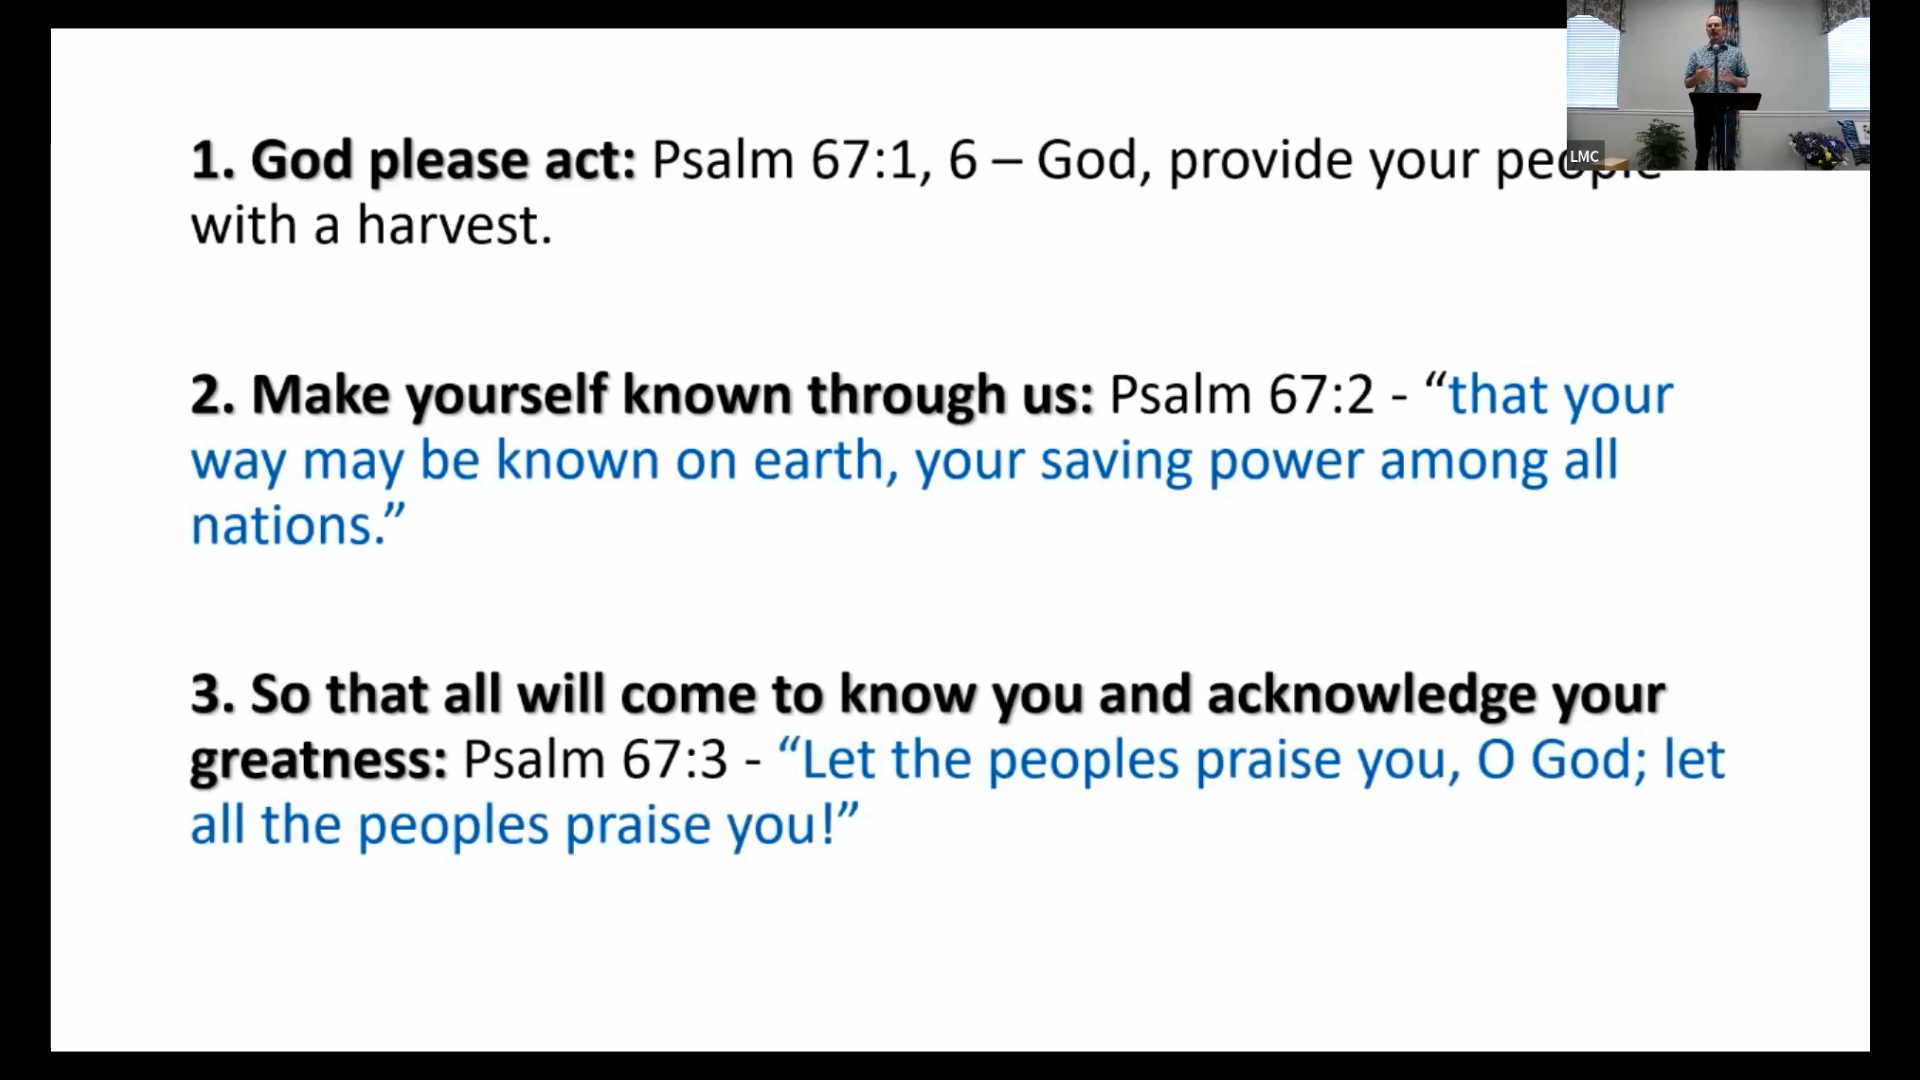 1. God please act: Psalm 67:1, 6 – God, provide your people
with a harvest.
2. Make yourself known through us: Psalm 67:2 - “that your
way may be known on earth, your saving power among all
nations.”
3. So that all will come to know you and acknowledge your
greatness: Psalm 67:3 - “Let the peoples praise you, O God; let
all the peoples praise you!”
LMC